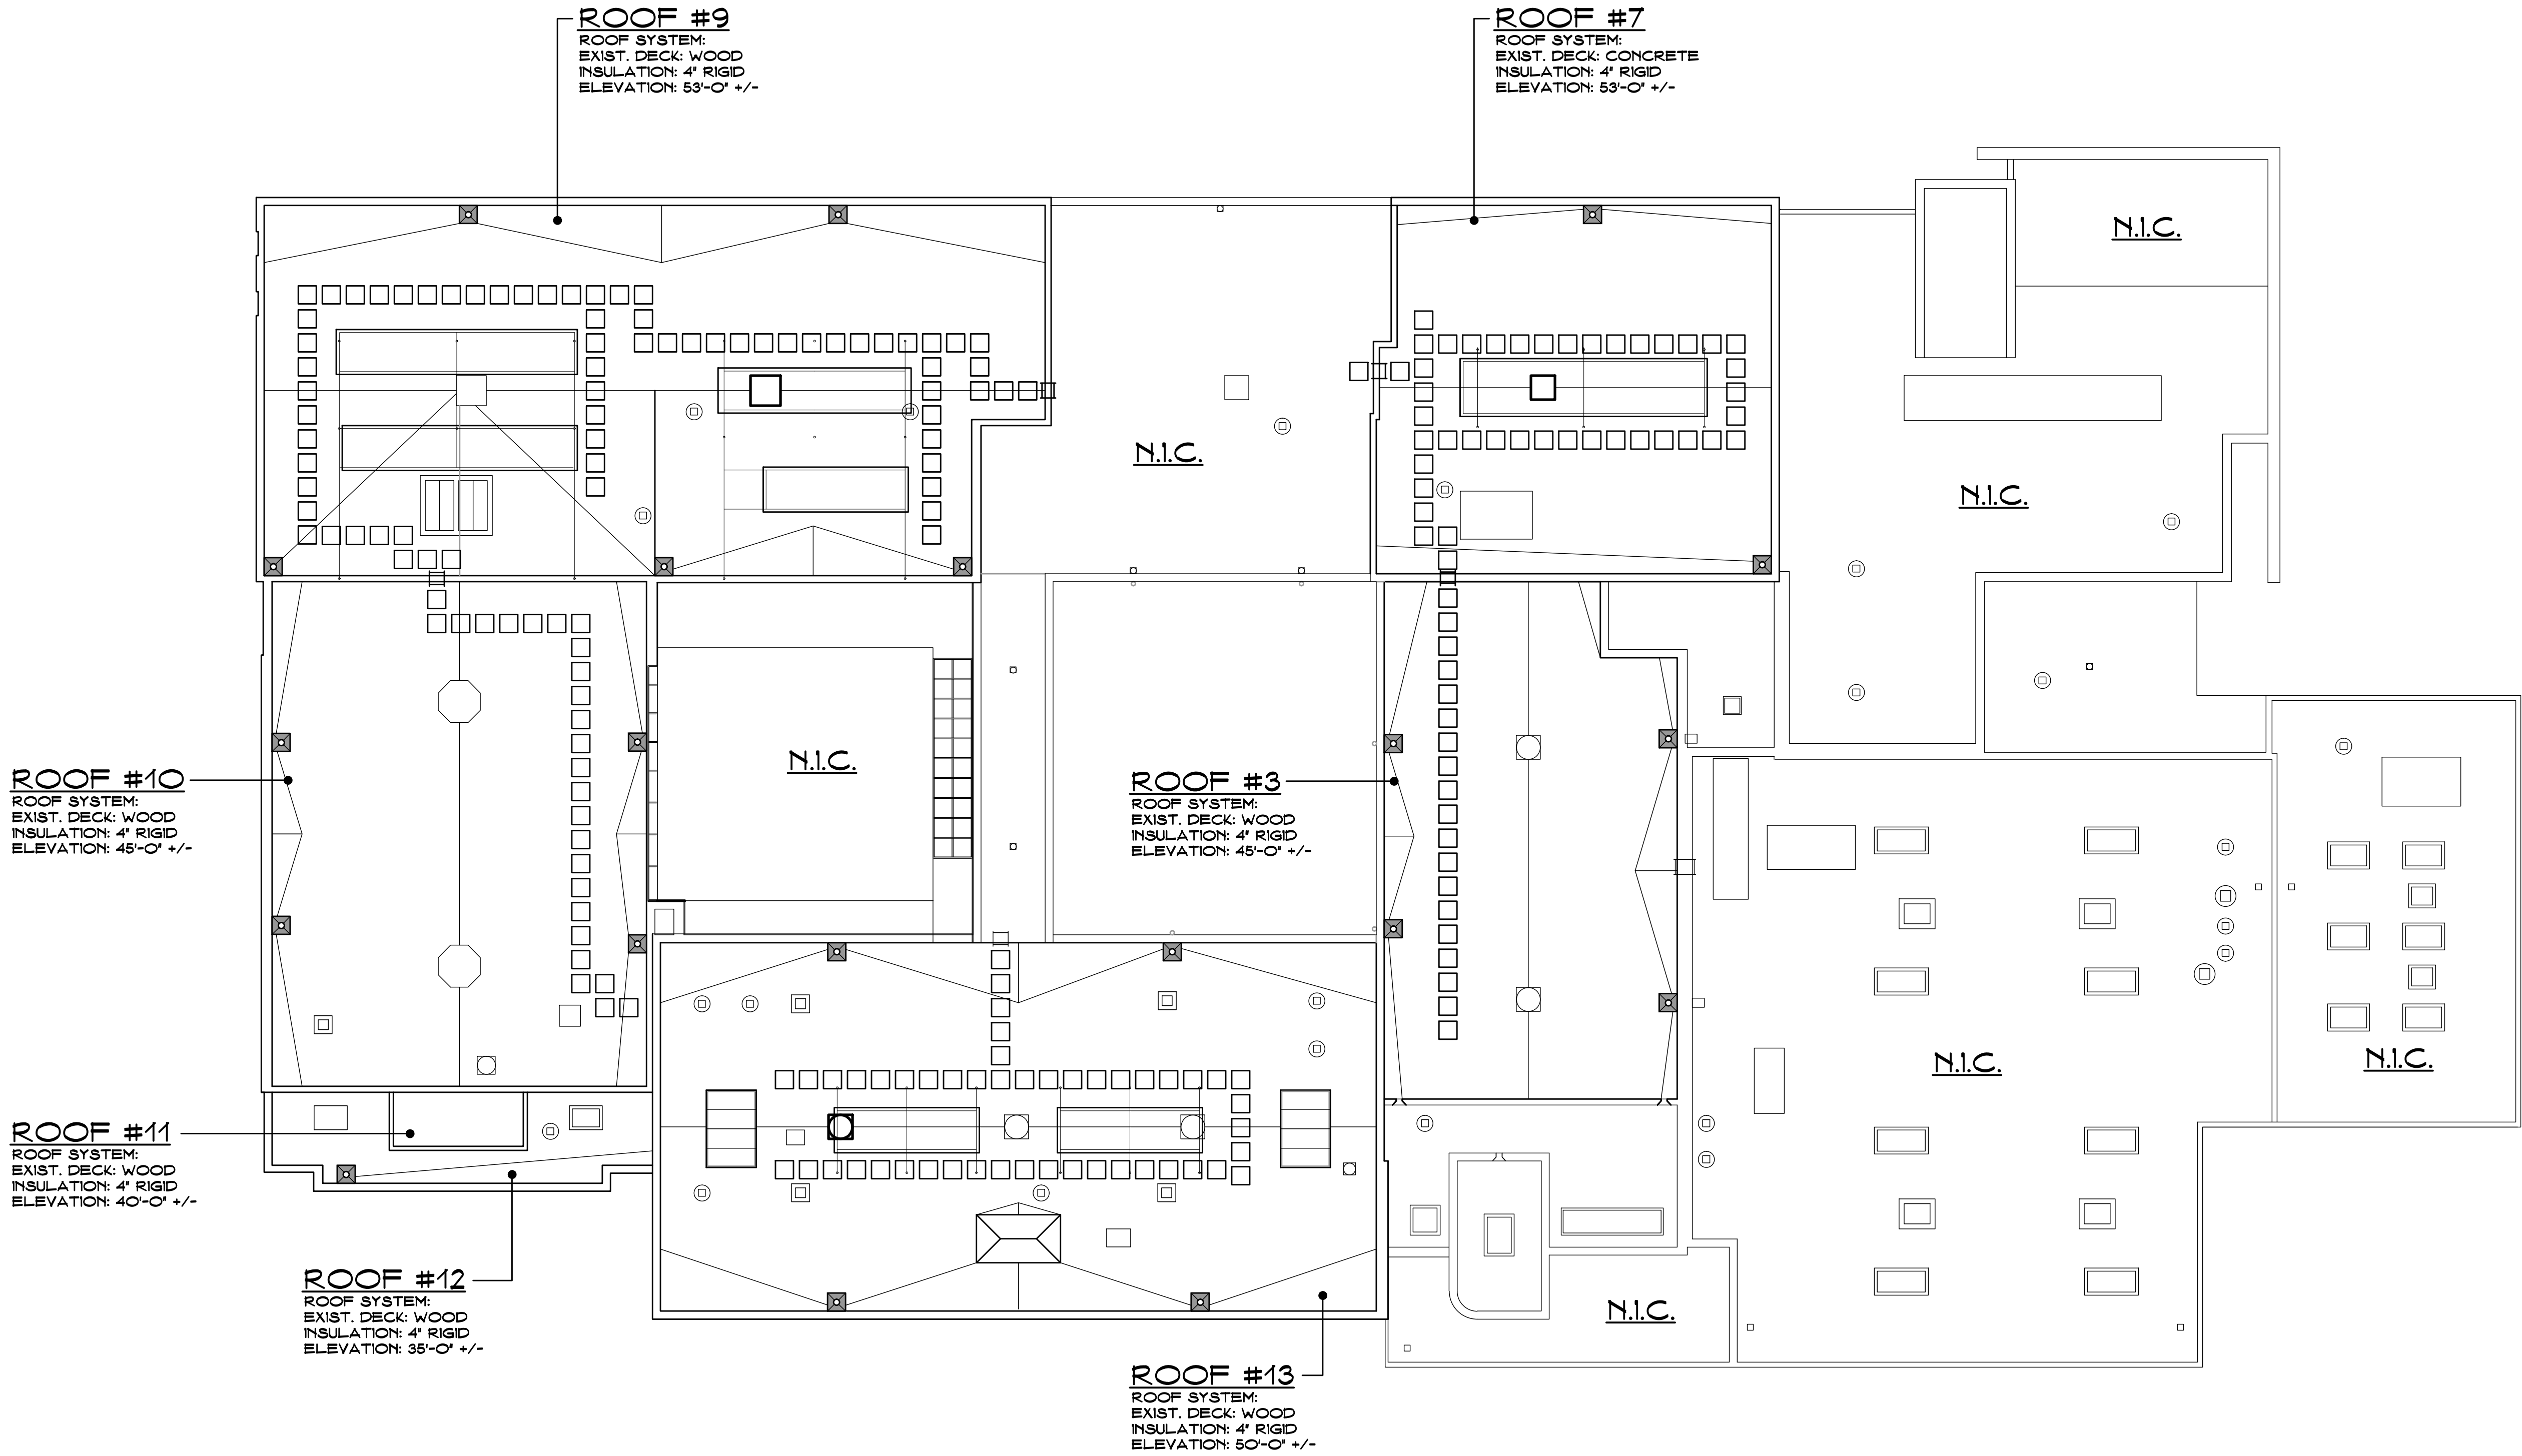 ROOF #9
ROOF SYSTEM:
EXIST. DECK: WOOD
INSULATION: 4" RIGID
ELEVATION: 53'-0" +/-
ROOF #7
ROOF SYSTEM:
EXIST. DECK: CONCRETE
INSULATION: 4" RIGID
ELEVATION: 53'-0" +/-
N.I.C.
N.I.C.
N.I.C.
N.I.C.
ROOF #10
ROOF SYSTEM:
EXIST. DECK: WOOD
INSULATION: 4" RIGID
ELEVATION: 45'-0" +/-
ROOF #3
ROOF SYSTEM:
EXIST. DECK: WOOD
INSULATION: 4" RIGID
ELEVATION: 45'-0" +/-
N.I.C.
N.I.C.
ROOF #11
ROOF SYSTEM:
EXIST. DECK: WOOD
INSULATION: 4" RIGID
ELEVATION: 40'-0" +/-
ROOF #12
ROOF SYSTEM:
EXIST. DECK: WOOD
INSULATION: 4" RIGID
ELEVATION: 35'-0" +/-
N.I.C.
ROOF #13
ROOF SYSTEM:
EXIST. DECK: WOOD
INSULATION: 4" RIGID
ELEVATION: 50'-0" +/-